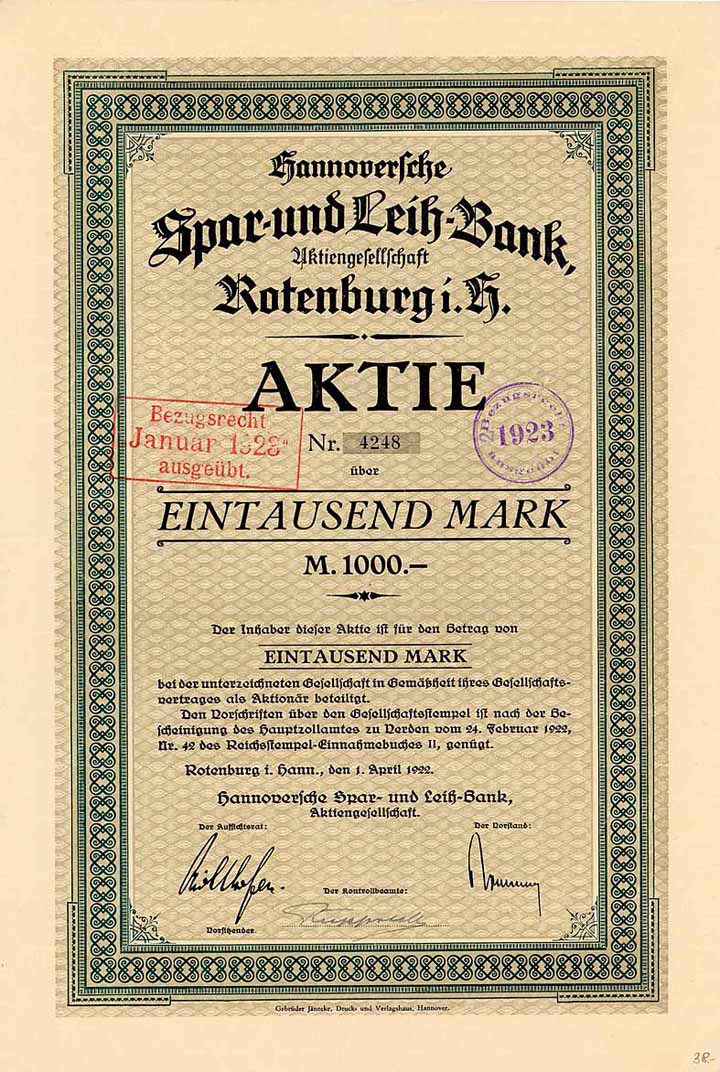 Hannoversche
Spar- und Leih-Bank,
Aktiengesellschaft
Rotenburg i. H.
AKTIE
Bezugsrecht
„Januar 1923“
ausgeübt.
Nr. 4248
2 Bezugsrecht
1923
ausgeübt
über
EINTAUSEND MARK
M. 1000.–
Der Inhaber dieser Aktie ist für den Betrag von
EINTAUSEND MARK
bei der unterzeichneten Gesellschaft in Gemäßheit ihres Gesellschafts-
vertrages als Aktionär beteiligt.
Den Vorschriften über den Gesellschaftsstempel ist nach der Be-
scheinigung des Hauptzollamtes zu Verden vom 24. Februar 1922,
Nr. 42 des Reichsstempel-Einnahmebuches II, genügt.
Rotenburg i. Hann., den 1. April 1922.
Hannoversche Spar- und Leih-Bank,
Aktiengesellschaft.
Der Aufsichtsrat:
Der Vorstand:
Der Kontrollbeamte:
Vorsitzender.
Gebrüder Jänecke, Druck- und Verlagshaus, Hannover.
38.-